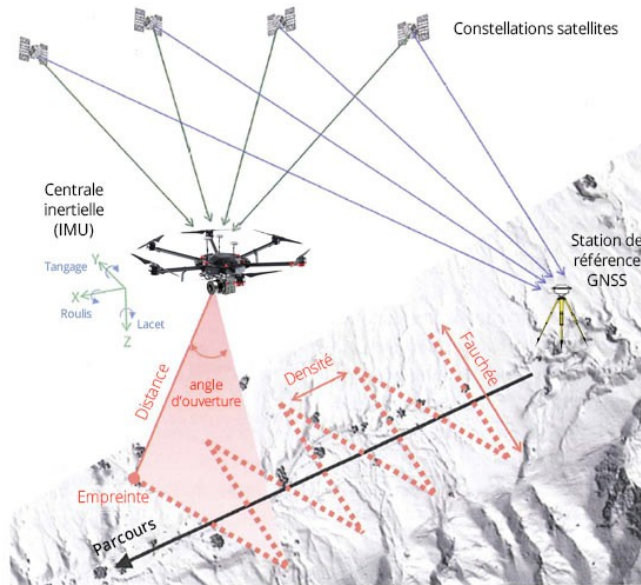 Constellations satellites
Centrale
inertielle
(IMU)
Station de
référence
GNSS
Y
Tangage
X
Roulis
Lacet
Z
Distance
angle
d'ouverture
Densité
Fauchée
Empreinte
Parcours